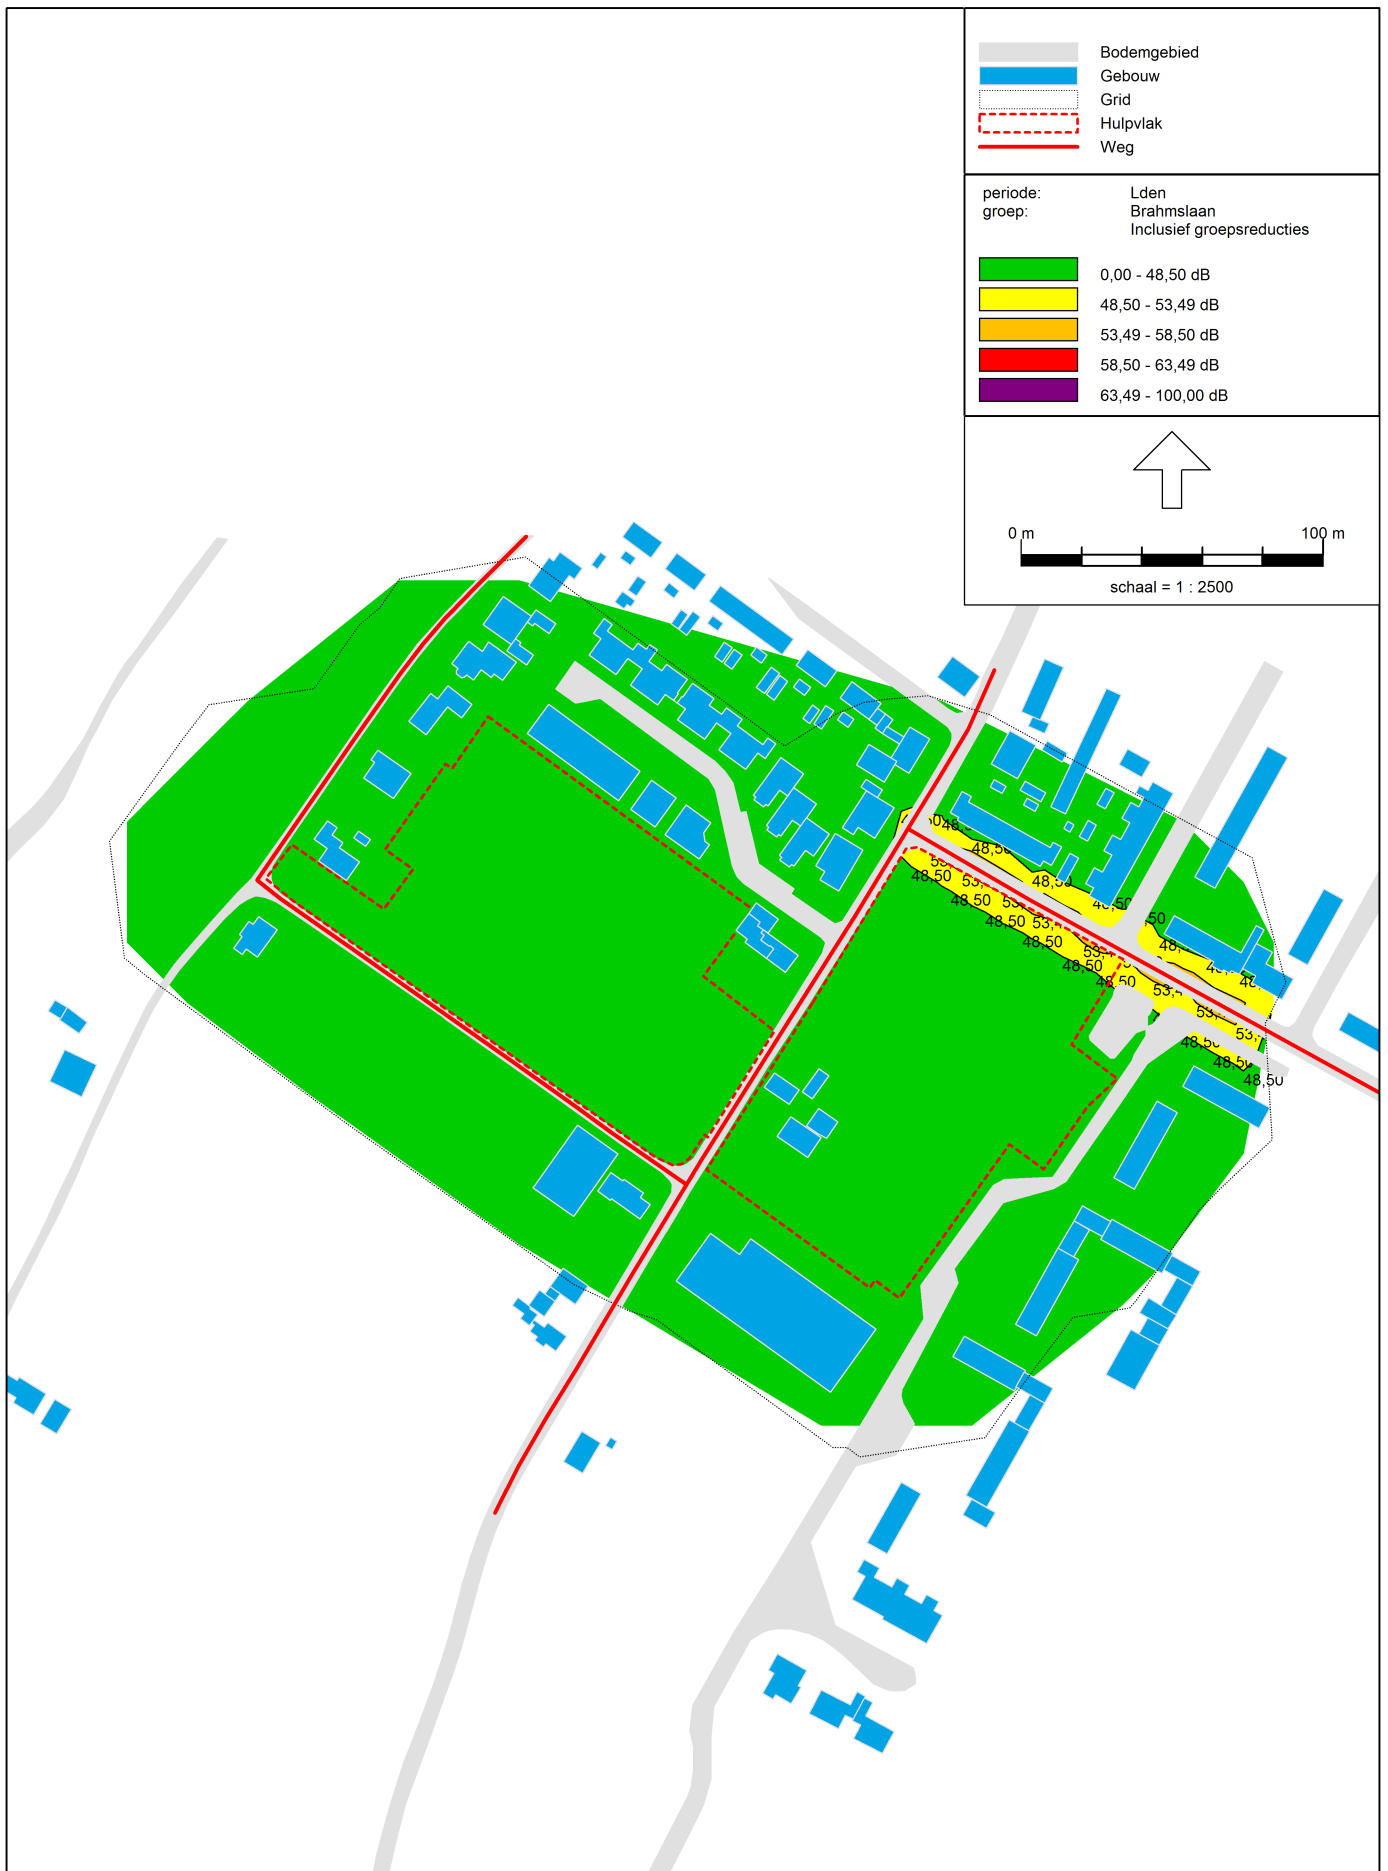 Bodemgebied
Gebouw
Grid
Hulpvlak
Weg
periode: Lden
groep: Brahmslaan
Inclusief groepsreducties
0,00 - 48,50 dB
48,50 - 53,49 dB
53,49 - 58,50 dB
58,50 - 63,49 dB
63,49 - 100,00 dB
0 m 100 m
schaal = 1 : 2500
48,50
48,50
48,50
48,50
48,50
48,50
48,50
48,50
48,50
48,50